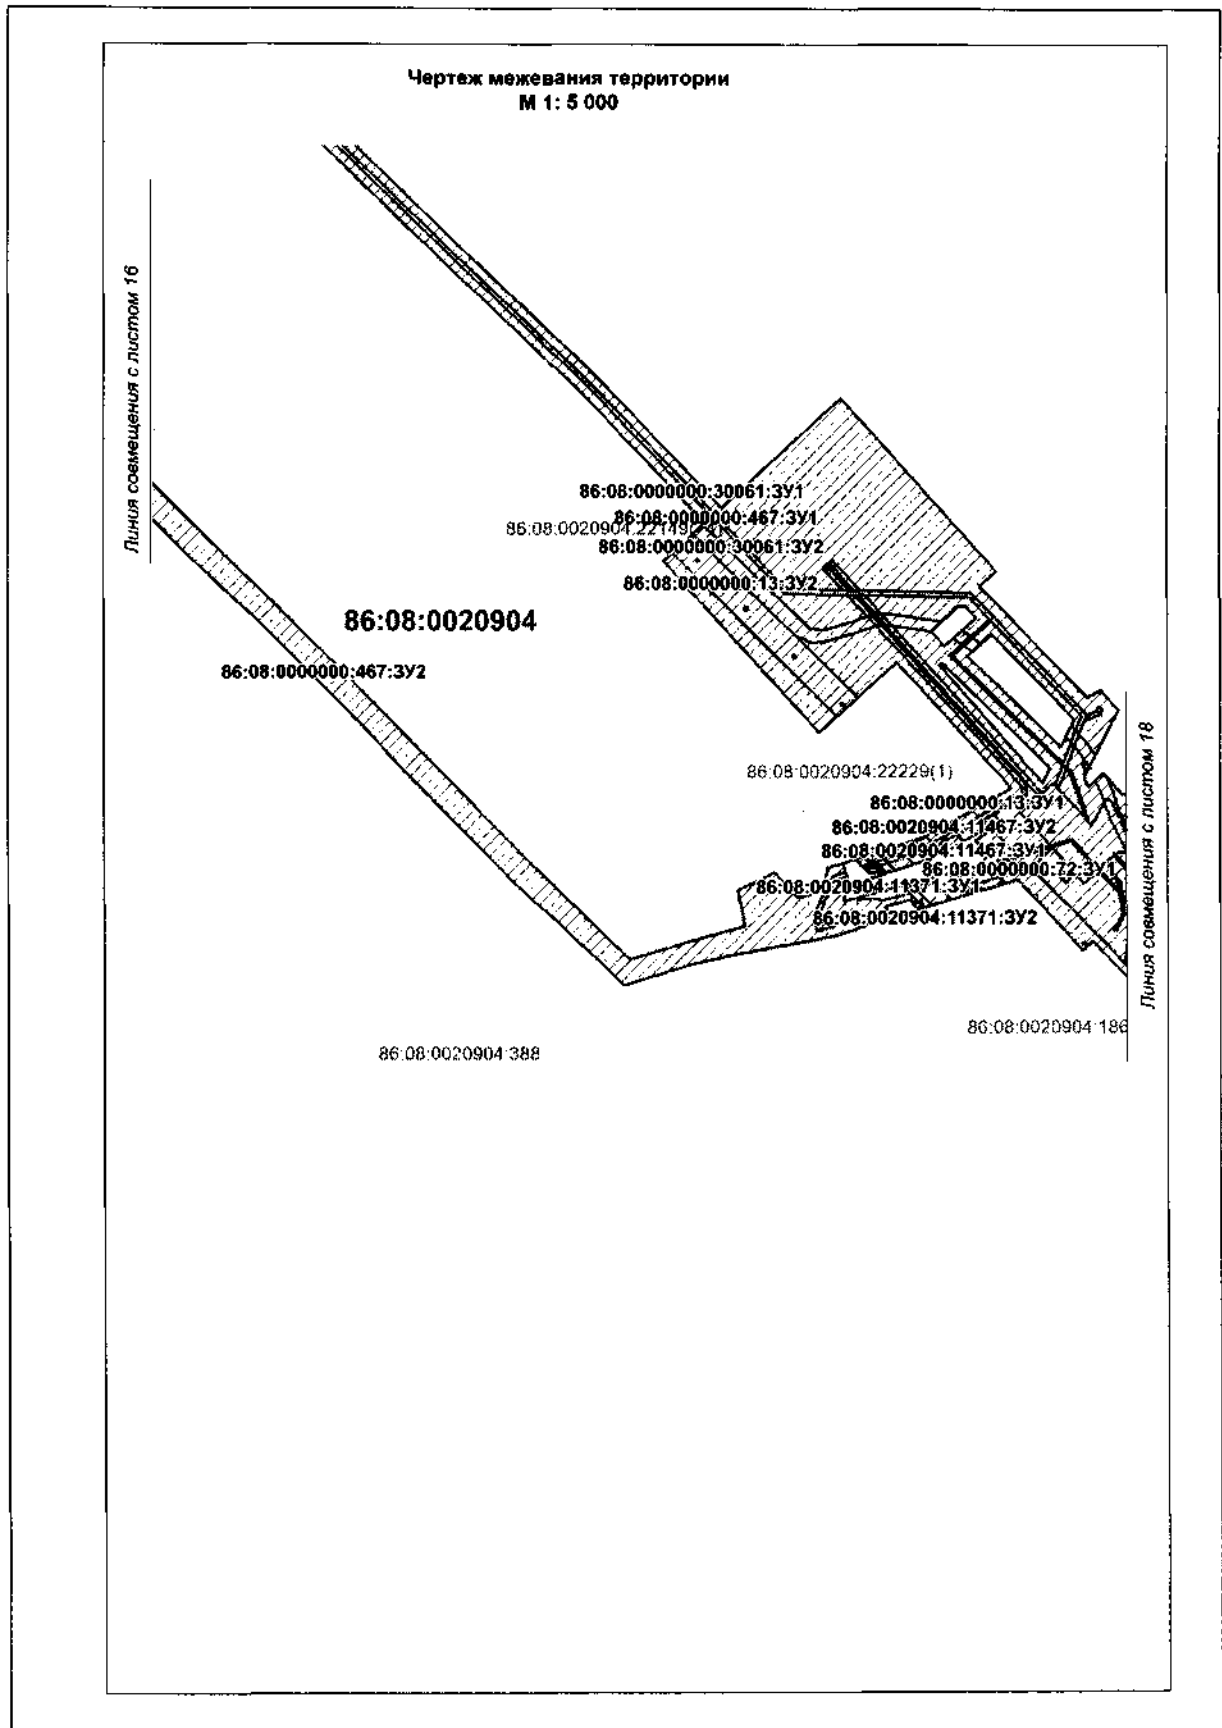 Чертеж межевания территории
М 1: 5 000
Линия совмещения с листом 16
86:08:0000000:30061:ЗУ1
86:08:0000000:467:ЗУ1
86:08:0020904:22149
86:08:0000000:30061:ЗУ2
86:08:0000000:13:ЗУ2
86:08:0020904
86:08:0000000:467:ЗУ2
86:08:0020904:22229(1)
86:08:0000000:13:ЗУ1
86:08:0020904:11467:ЗУ2
86:08:0020904:11467:ЗУ1
86:08:0000000:72:ЗУ1
86:08:0020904:11371:ЗУ1
86:08:0020904:11371:ЗУ2
Линия совмещения с листом 18
86:08:0020904:186
86:08:0020904:388